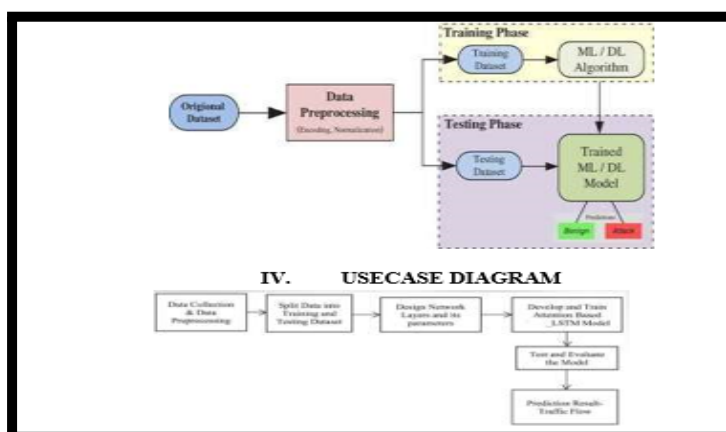 Training Phase
Training
Dataset
ML / DL
Algorithm
Origional
Dataset
Data
Preprocessing
(Encoding, Normalization)
Testing Phase
Testing
Dataset
Trained
ML / DL
Model
Prediction
Benign
Attack
IV. USECASE DIAGRAM
Data Collection
& Data
Preprocessing
Split Data into
Training and
Testing Dataset
Design Network
Layers and its
parameters
Develop and Train
Attention Based
_LSTM Model
Test and Evaluate
the Model
Prediction Result-
Traffic Flow